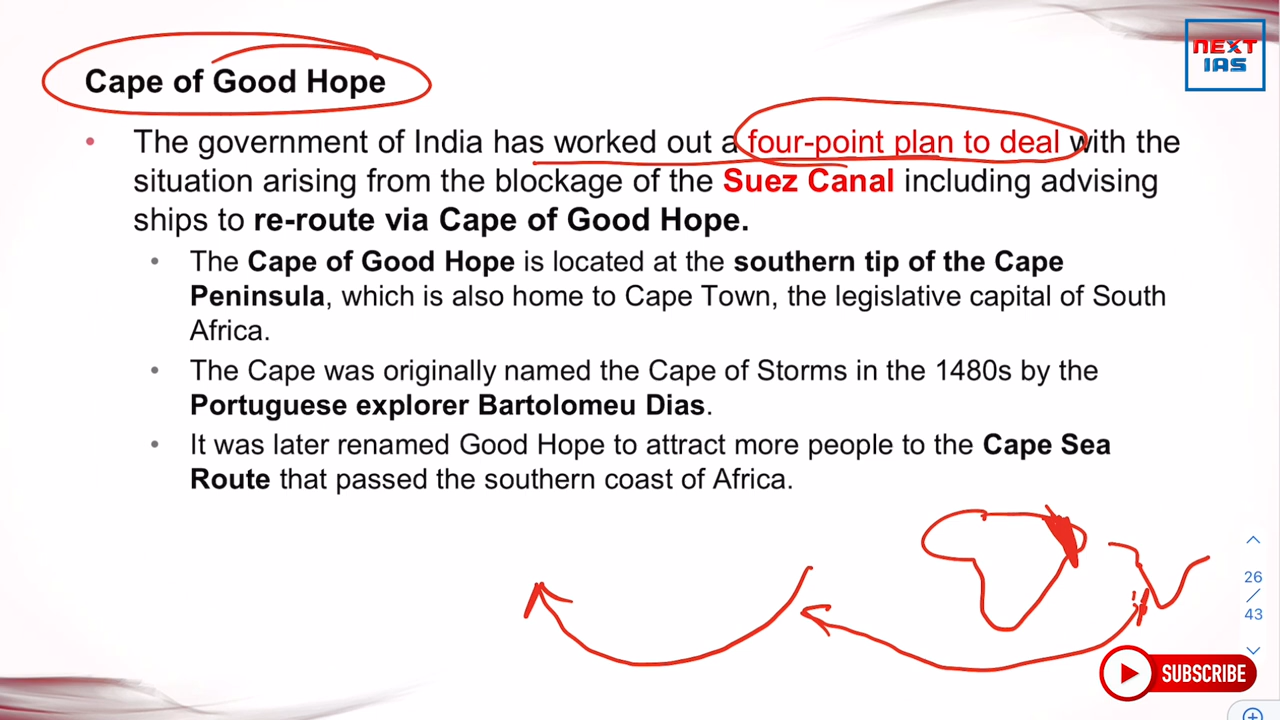 NEXT
IAS
Cape of Good Hope
• The government of India has worked out a four-point plan to deal with the
situation arising from the blockage of the Suez Canal including advising
ships to re-route via Cape of Good Hope.
• The Cape of Good Hope is located at the southern tip of the Cape
Peninsula, which is also home to Cape Town, the legislative capital of South
Africa.
• The Cape was originally named the Cape of Storms in the 1480s by the
Portuguese explorer Bartolomeu Dias.
• It was later renamed Good Hope to attract more people to the Cape Sea
Route that passed the southern coast of Africa.
26
/
43
SUBSCRIBE